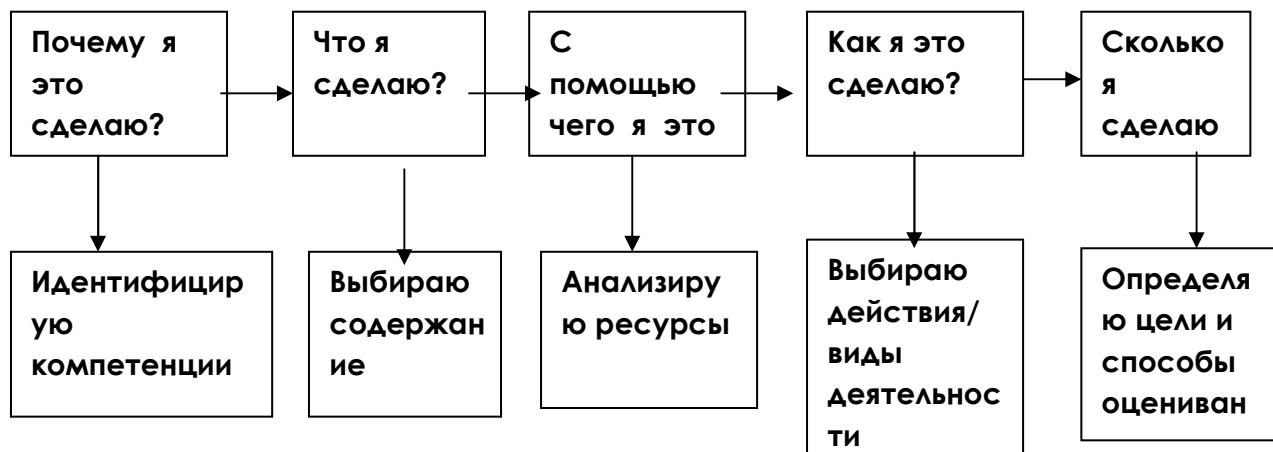 Почему я
это
сделаю?
Что я
сделаю?
С
помощью
чего я это
Как я это
сделаю?
Сколько
я
сделаю
Идентифицир
ую
компетенции
Выбираю
содержан
ие
Анализиру
ю ресурсы
Выбираю
действия/
виды
деятельнос
ти
Определя
ю цели и
способы
оцениван